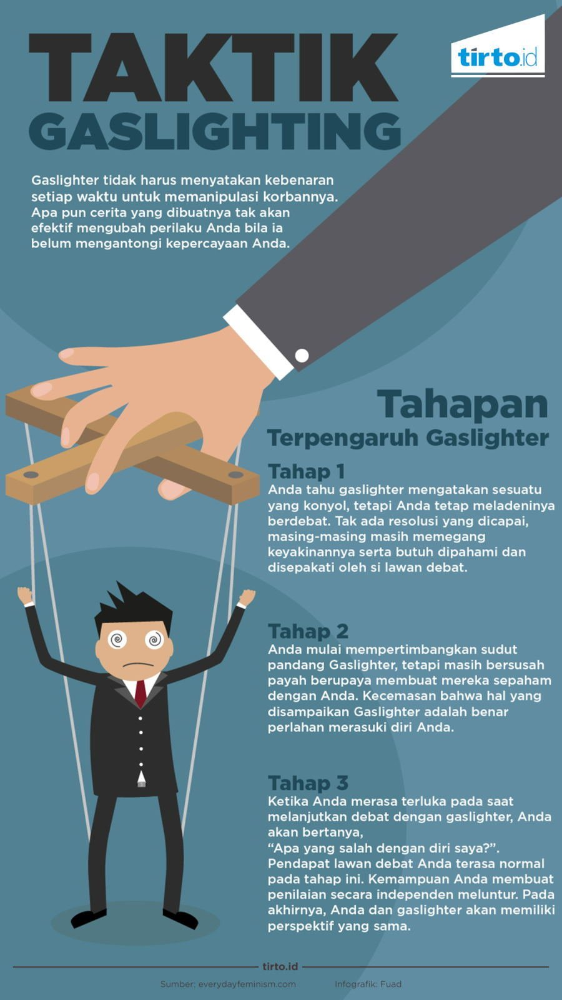 TAKTIK
GASLIGHTING
tirto.id
Gaslighter tidak harus menyatakan kebenaran
setiap waktu untuk memanipulasi korbannya.
Apa pun cerita yang dibuatnya tak akan
efektif mengubah perilaku Anda bila ia
belum mengantongi kepercayaan Anda.
Tahapan
Terpengaruh Gaslighter
Tahap 1
Anda tahu gaslighter mengatakan sesuatu
yang konyol, tetapi Anda tetap meladeninya
berdebat. Tak ada resolusi yang dicapai,
masing-masing masih memegang
keyakinannya serta butuh dipahami dan
disepakati oleh si lawan debat.
Tahap 2
Anda mulai mempertimbangkan sudut
pandang Gaslighter, tetapi masih bersusah
payah berupaya membuat mereka sepaham
dengan Anda. Kecemasan bahwa hal yang
disampaikan Gaslighter adalah benar
perlahan merasuki diri Anda.
Tahap 3
Ketika Anda merasa terluka pada saat
melanjutkan debat dengan gaslighter, Anda
akan bertanya,
“Apa yang salah dengan diri saya?”.
Pendapat lawan debat Anda terasa normal
pada tahap ini. Kemampuan Anda membuat
penilaian secara independen meluntur. Pada
akhirnya, Anda dan gaslighter akan memiliki
perspektif yang sama.
tirto.id
Sumber: everydayfeminism.com Infografik: Fuad